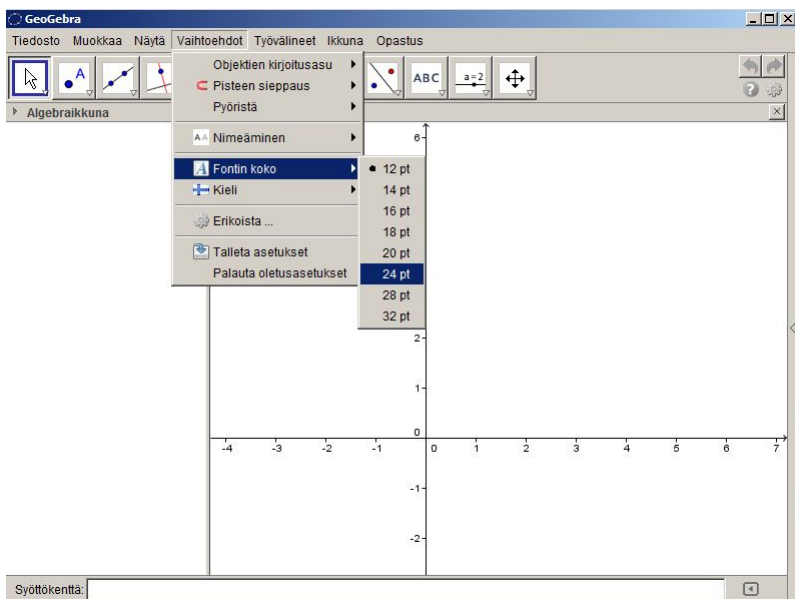 GeoGebra
Tiedosto Muokkaa Näytä Vaihtoehdot Työvälineet Ikkuna Opastus
A ABC a=2
Algebraikkuna
Objektien kirjoitusasu
Pisteen sieppaus
Pyöristä
AA Nimeäminen
A Fontin koko
Kieli
Erikoista ...
Talleta asetukset
Palauta oletusasetukset
12 pt
14 pt
16 pt
18 pt
20 pt
24 pt
28 pt
32 pt
6
2
1
0
-4 -3 -2 -1 0 1 2 3 4 5 6 7
-1
-2
Syöttökenttä: